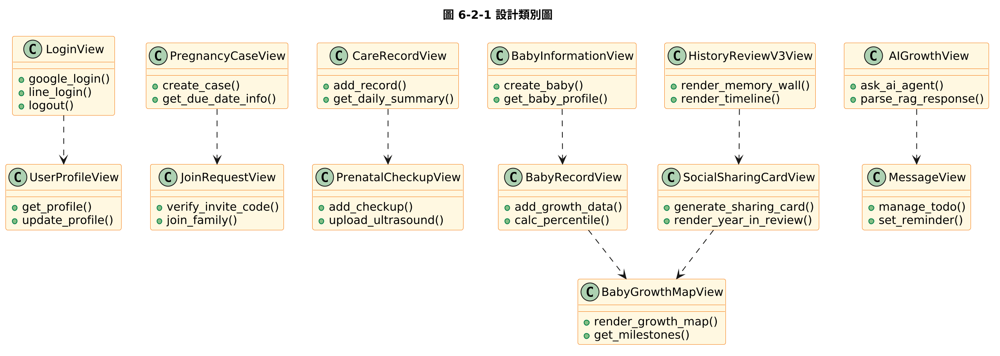 圖 6-2-1 設計類別圖
C LoginView
google_login()
line_login()
logout()
C PregnancyCaseView
create_case()
get_due_date_info()
C CareRecordView
add_record()
get_daily_summary()
C BabyInformationView
create_baby()
get_baby_profile()
C HistoryReviewV3View
render_memory_wall()
render_timeline()
C AIGrowthView
ask_ai_agent()
parse_rag_response()
C UserProfileView
get_profile()
update_profile()
C JoinRequestView
verify_invite_code()
join_family()
C PrenatalCheckupView
add_checkup()
upload_ultrasound()
C BabyRecordView
add_growth_data()
calc_percentile()
C SocialSharingCardView
generate_sharing_card()
render_year_in_review()
C MessageView
manage_todo()
set_reminder()
C BabyGrowthMapView
render_growth_map()
get_milestones()